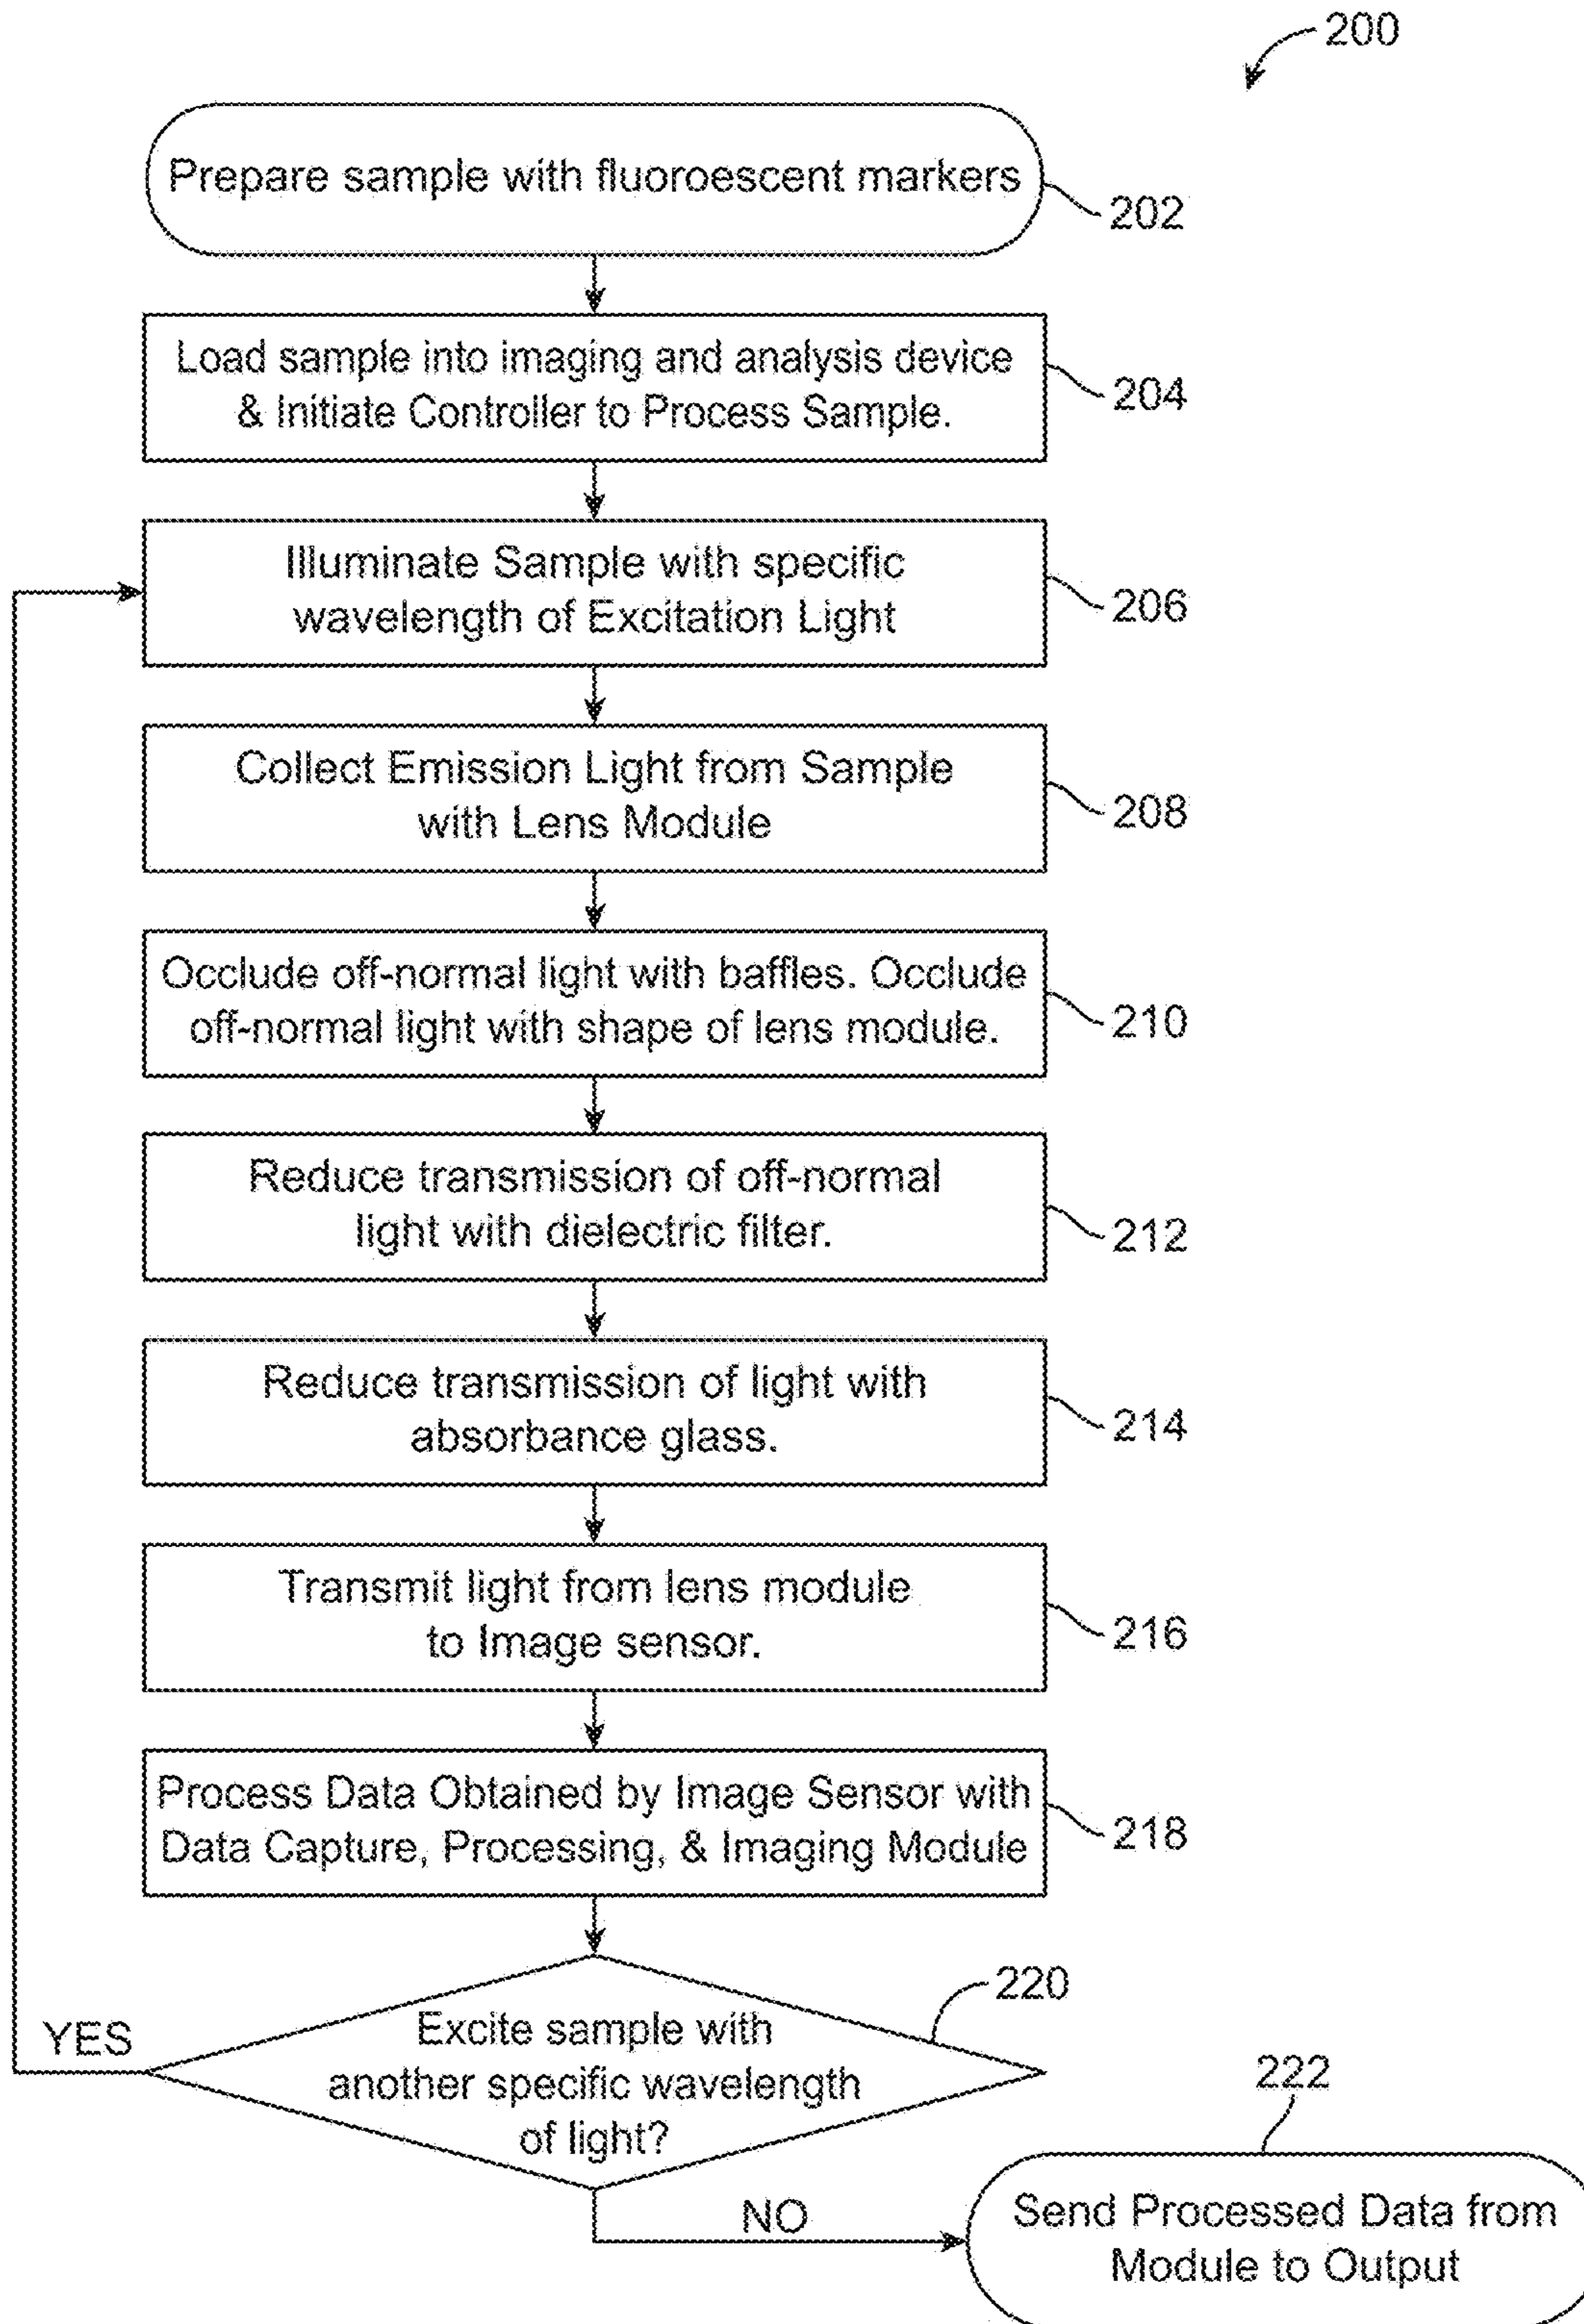 200
Prepare sample with fluoroescent markers
202
Load sample into imaging and analysis device
& Initiate Controller to Process Sample.
204
Illuminate Sample with specific
wavelength of Excitation Light
206
Collect Emission Light from Sample
with Lens Module
208
Occlude off-normal light with baffles. Occlude
off-normal light with shape of lens module.
210
Reduce transmission of off-normal
light with dielectric filter.
212
Reduce transmission of light with
absorbance glass.
214
Transmit light from lens module
to Image sensor.
216
Process Data Obtained by Image Sensor with
Data Capture, Processing, & Imaging Module
218
220
YES
Excite sample with
another specific wavelength
of light?
222
NO
Send Processed Data from
Module to Output